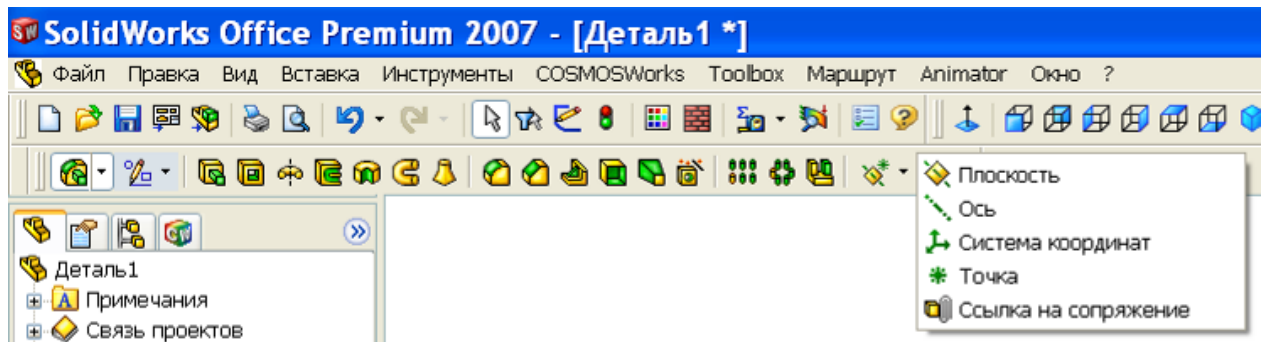 SolidWorks Office Premium 2007 - [Деталь1 *]
Файл Правка Вид Вставка Инструменты COSMOSWorks Toolbox Маршрут Animator Окно ?
Плоскость
Ось
Система координат
Точка
Ссылка на сопряжение
Деталь1
Примечания
Связь проектов